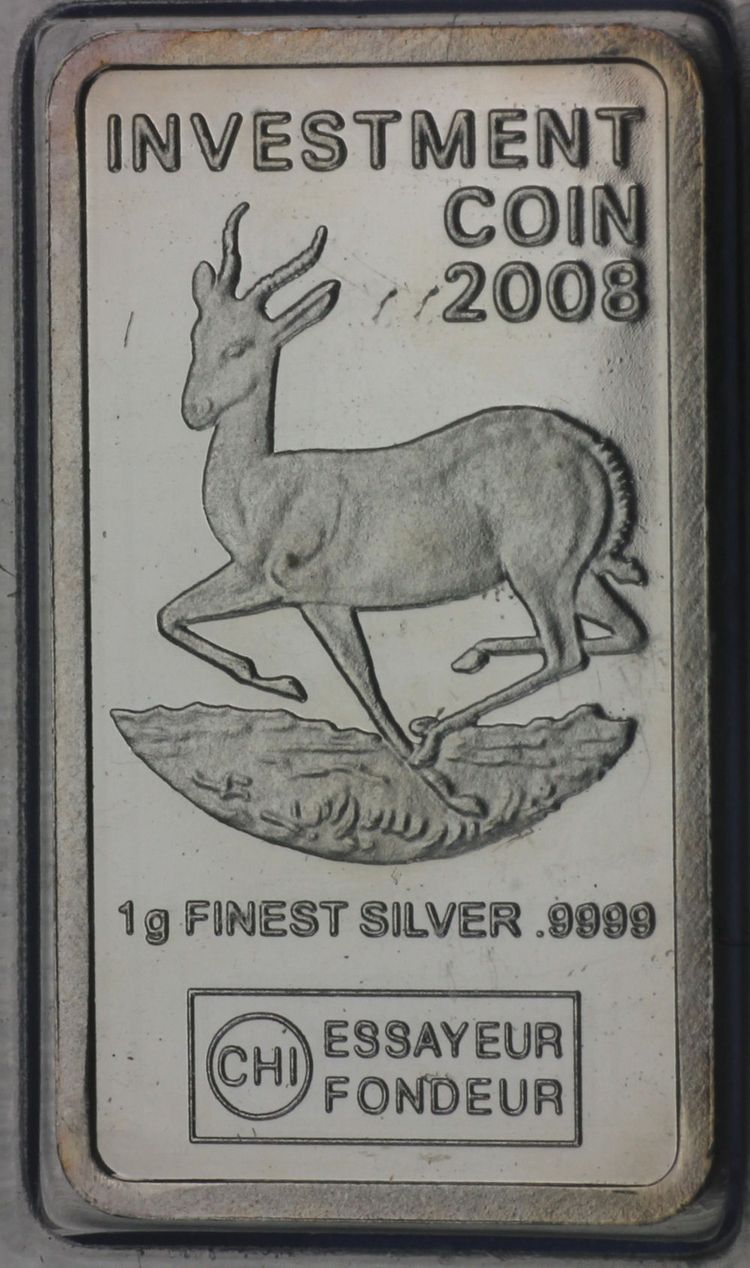 INVESTMENT
COIN
2008
1g FINEST SILVER .9999
CHI
ESSAYEUR
FONDEUR